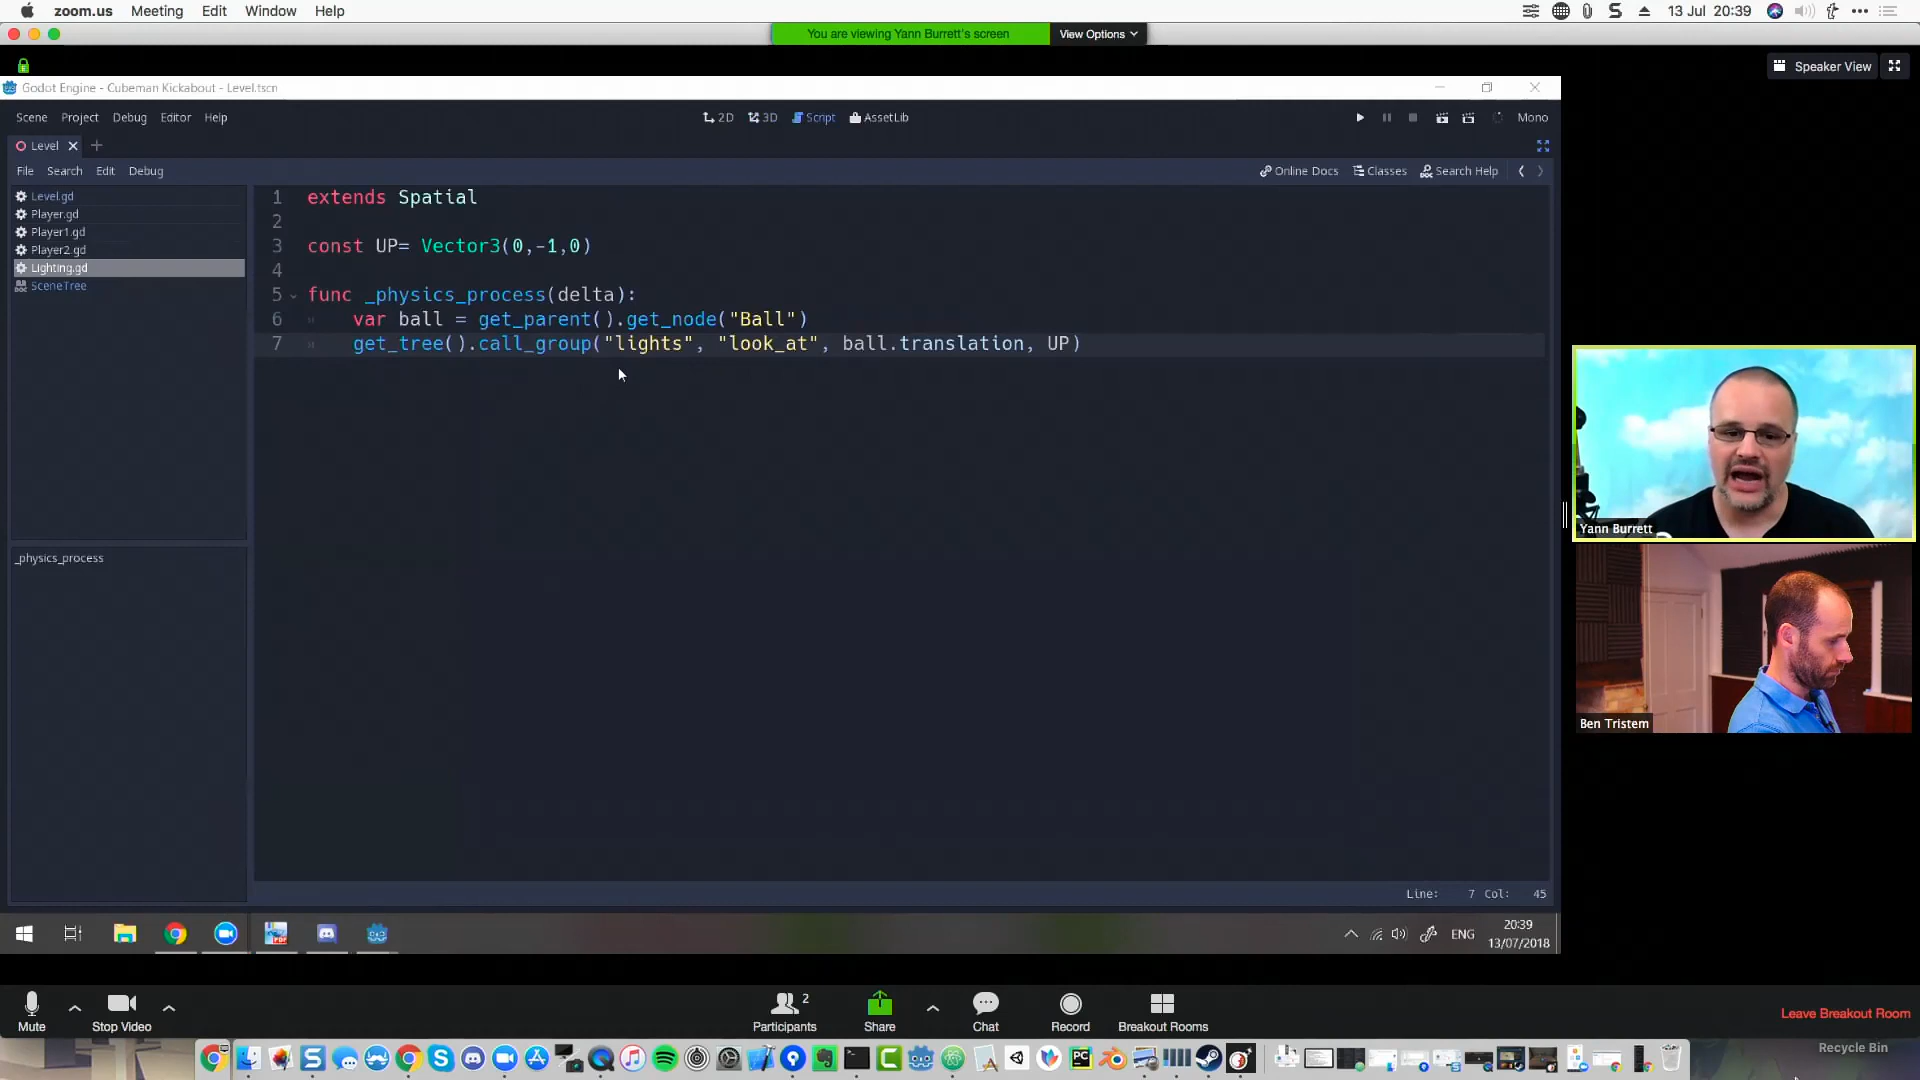 zoom.us Meeting Edit Window Help
13 Jul 20:39
You are viewing Yann Burrett's screen
View Options
Speaker View
Godot Engine - Cubeman Kickabout - Level.tscn
Scene Project Debug Editor Help
2D 3D Script AssetLib
Mono
Level
File Search Edit Debug
Online Docs Classes Search Help
Level.gd
Player.gd
Player1.gd
Player2.gd
Lighting.gd
SceneTree
_physics_process
1 extends Spatial
2
3 const UP= Vector3(0,-1,0)
4
5 func _physics_process(delta):
6 var ball = get_parent().get_node("Ball")
7 get_tree().call_group("lights", "look_at", ball.translation, UP)
Line: 7 Col: 45
Yann Burrett
Ben Tristem
ENG
20:39
13/07/2018
Mute
Stop Video
2
Participants
Share
Chat
Record
Breakout Rooms
Leave Breakout Room
Recycle Bin